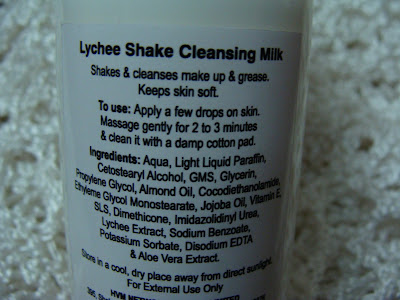 Lychee Shake Cleansing Milk
Shakes & cleanses make up & grease.
Keeps skin soft.
To use: Apply a few drops on skin.
Massage gently for 2 to 3 minutes
& clean it with a damp cotton pad.
Ingredients: Aqua, Light Liquid Paraffin,
Cetostearyl Alcohol, GMS, Glycerin,
Propylene Glycol, Almond Oil, Cocodiethanolamide,
Ethylene Glycol Monostearate, Jojoba Oil, Vitamin E,
SLS, Dimethicone, Imidazolidinyl Urea,
Lychee Extract, Sodium Benzoate,
Potassium Sorbate, Disodium EDTA
& Aloe Vera Extract.
Store in a cool, dry place away from direct sunlight.
For External Use Only
HVM